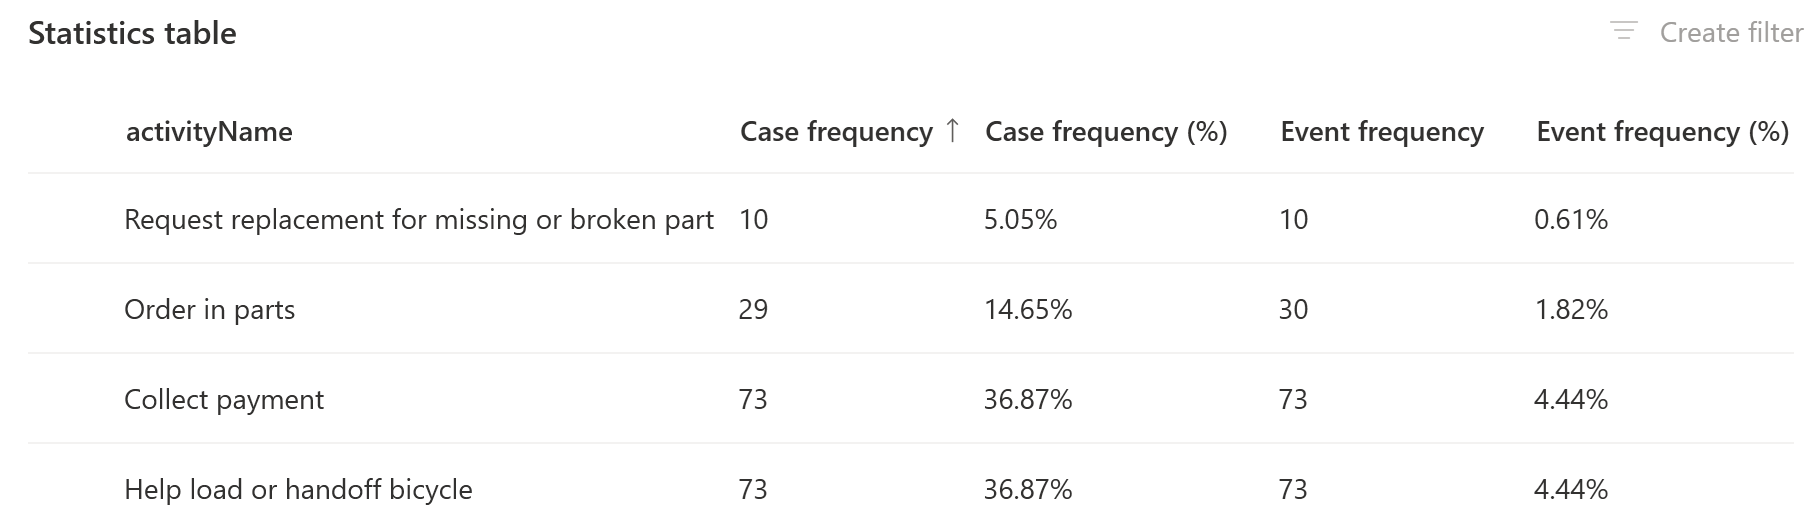 Statistics table
Create filter
activityName Case frequency ↑ Case frequency (%) Event frequency Event frequency (%)
Request replacement for missing or broken part 10 5.05% 10 0.61%
Order in parts 29 14.65% 30 1.82%
Collect payment 73 36.87% 73 4.44%
Help load or handoff bicycle 73 36.87% 73 4.44%